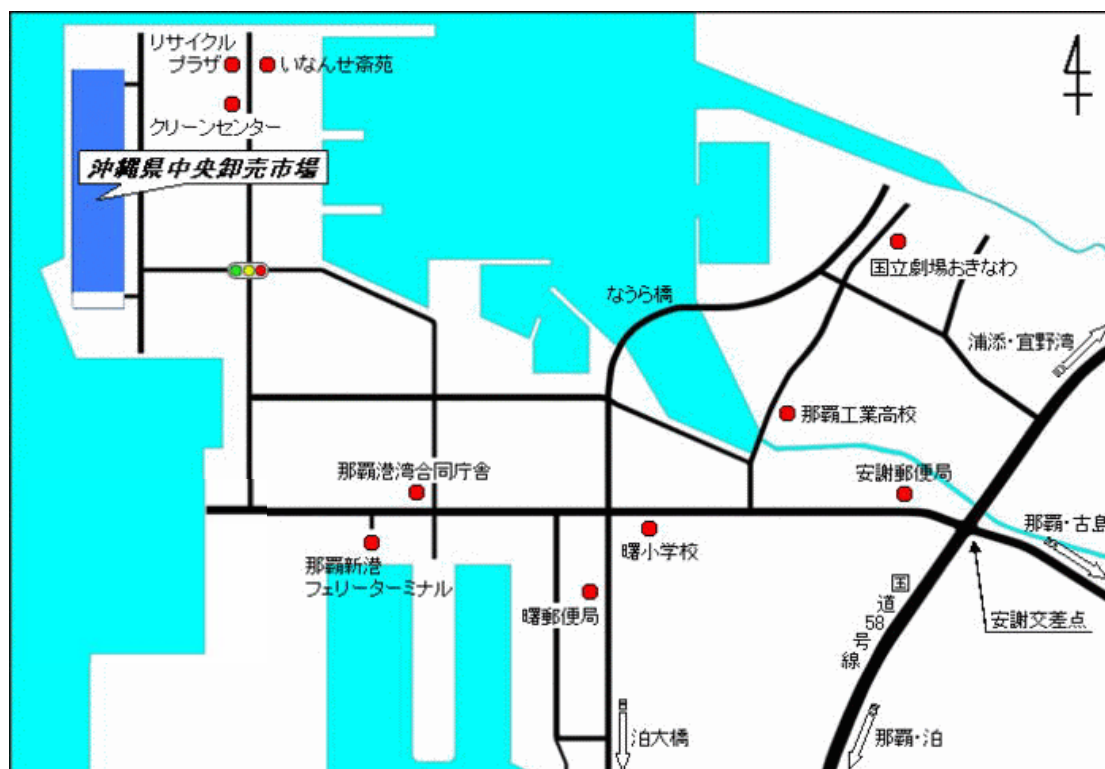 リサイクル
プラザ
いなんせ斎苑
クリーンセンター
沖縄県中央卸売市場
国立劇場おきなわ
なうら橋
浦添・宜野湾
那覇工業高校
那覇港湾合同庁舎
安謝郵便局
那覇・古島
曙小学校
那覇新港
フェリーターミナル
曙郵便局
国道58号線
安謝交差点
泊大橋
那覇・泊